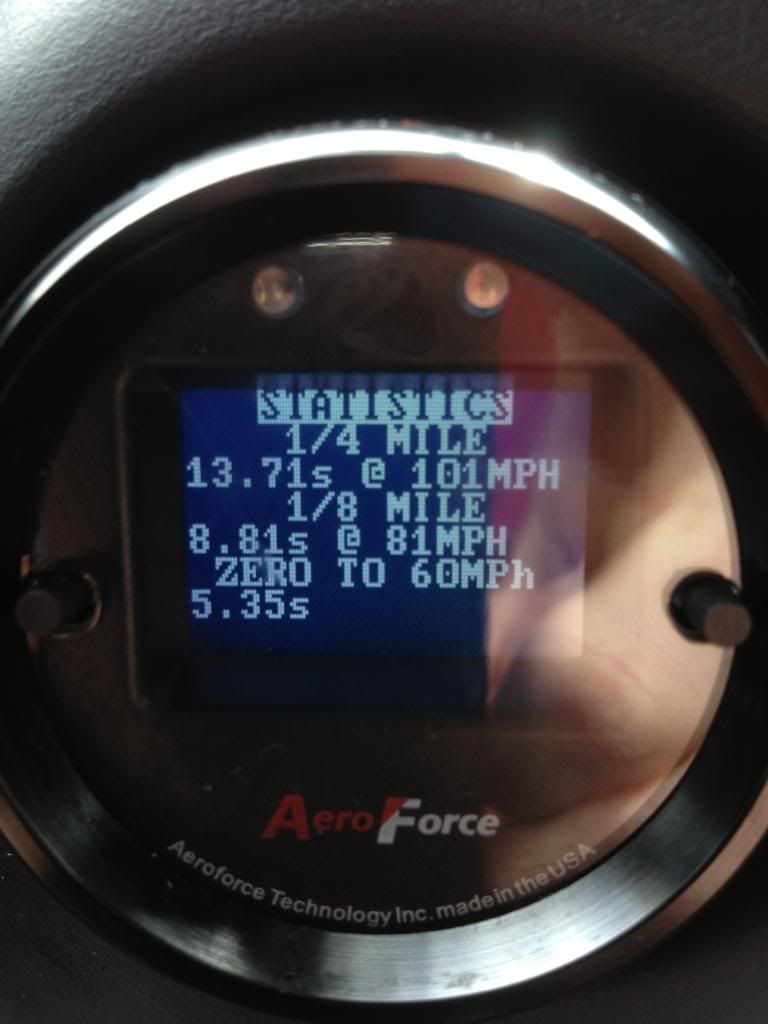 STATISTICS
1/4 MILE
13.71s @ 101MPH
1/8 MILE
8.81s @ 81MPH
ZERO TO 60MPh
5.35s
AeroForce
Aeroforce Technology Inc. made in the USA